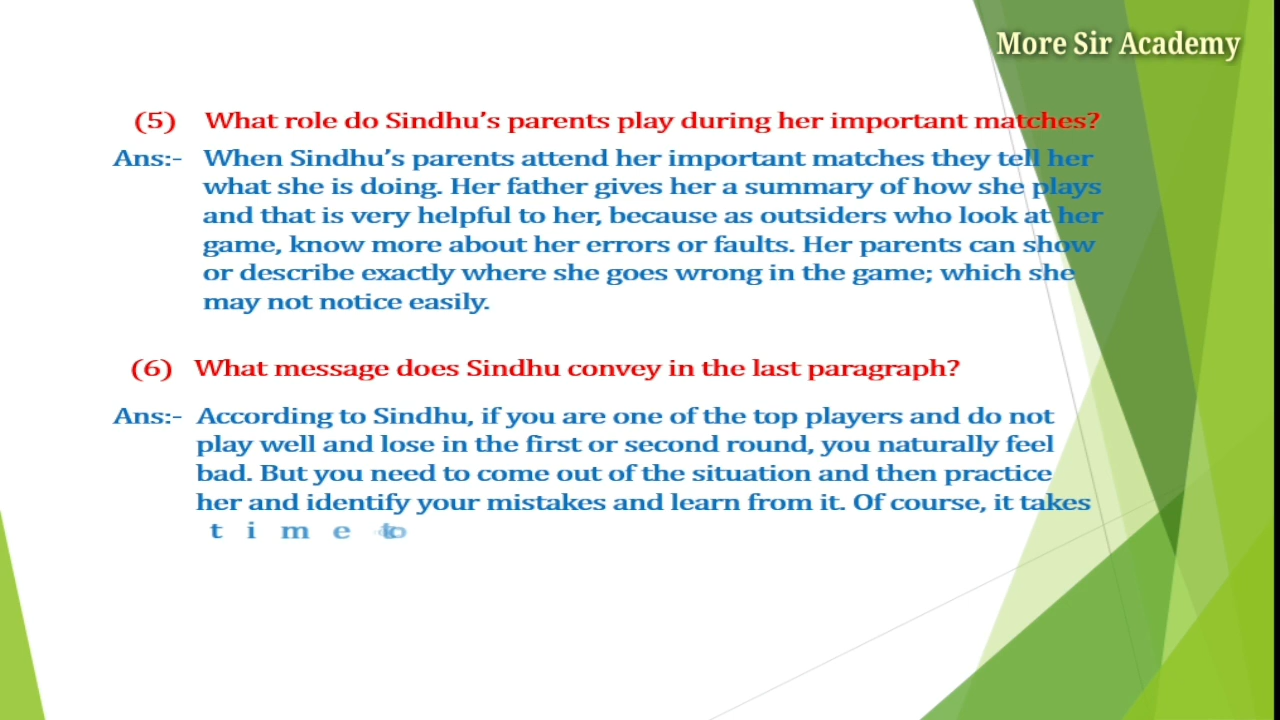 More Sir Academy
(5) What role do Sindhu's parents play during her important matches?
Ans:- When Sindhu's parents attend her important matches they tell her
what she is doing. Her father gives her a summary of how she plays
and that is very helpful to her, because as outsiders who look at her
game, know more about her errors or faults. Her parents can show
or describe exactly where she goes wrong in the game; which she
may not notice easily.
(6) What message does Sindhu convey in the last paragraph?
Ans:- According to Sindhu, if you are one of the top players and do not
play well and lose in the first or second round, you naturally feel
bad. But you need to come out of the situation and then practice
her and identify your mistakes and learn from it. Of course, it takes
time